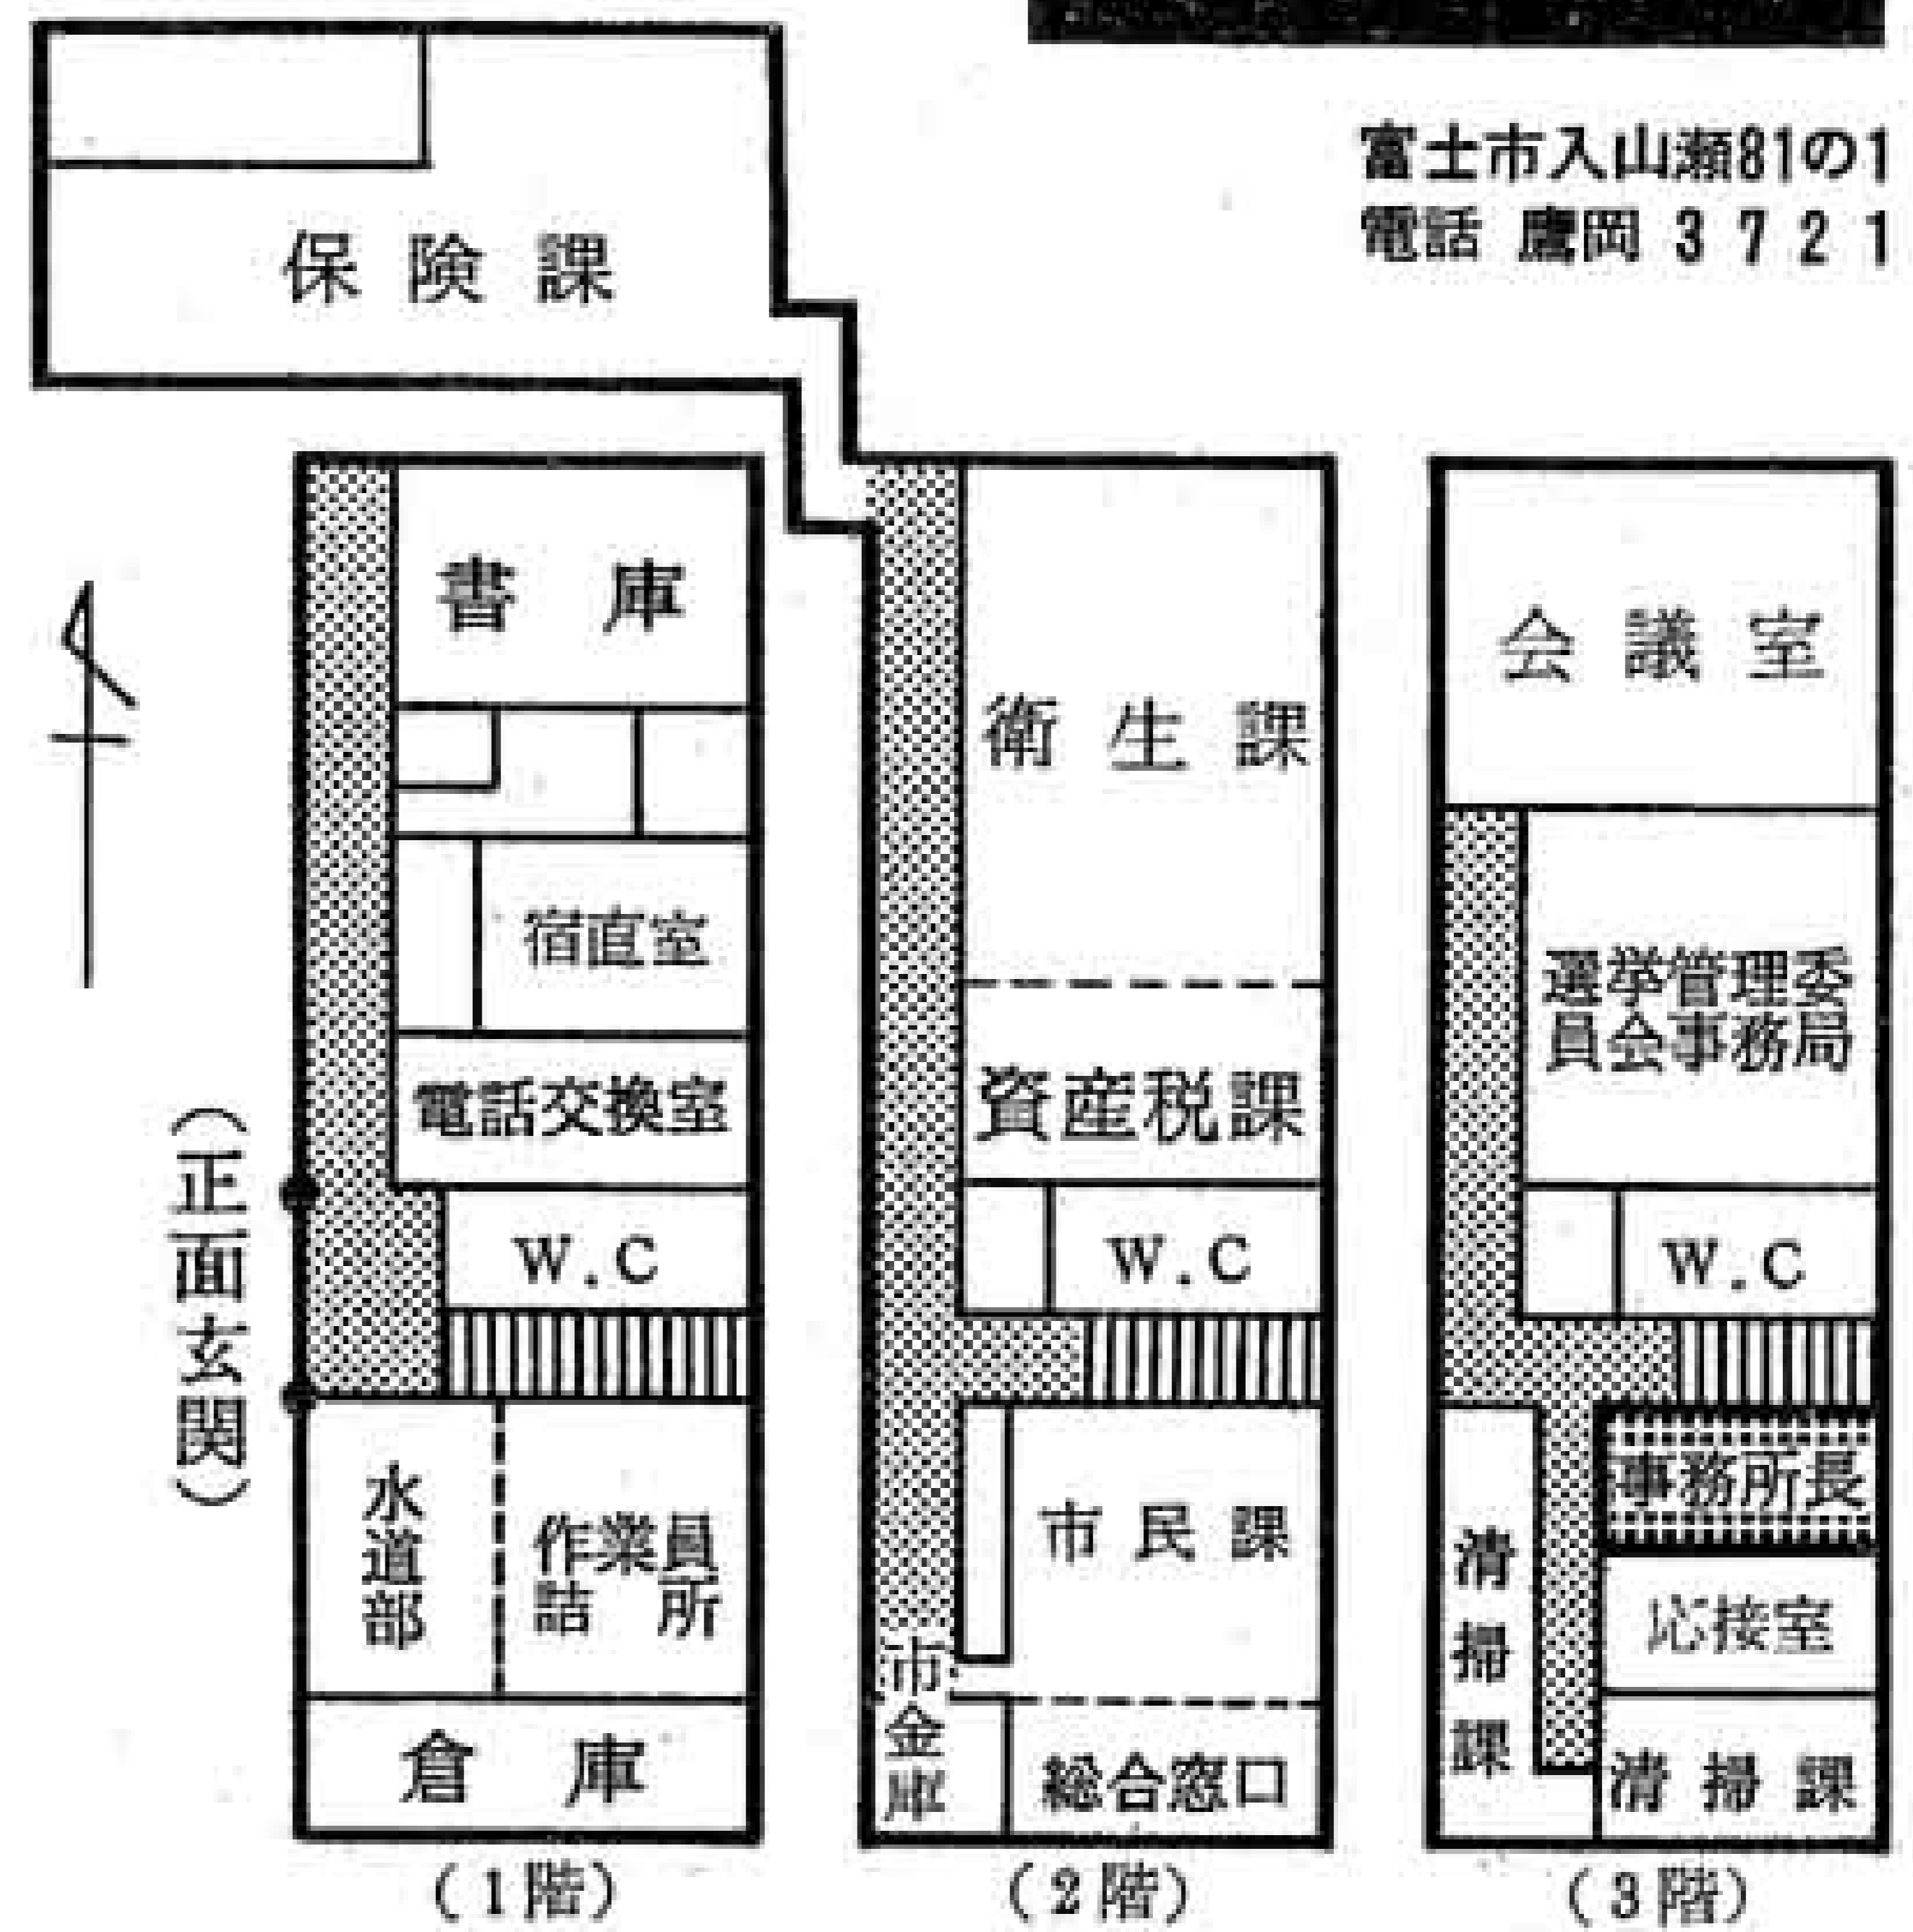 富士市入山瀬81の1
電話 鷹岡 3721
保険課
書庫
宿直室
電話交換室
W.C
(正面玄関)
水道部
作業員
詰所
倉庫
(1階)
衛生課
資産税課
W.C
市民課
市金庫
総合窓口
(2階)
会議室
選挙管理委
員会事務局
W.C
事務所長
応接室
清掃課
清掃課
(3階)